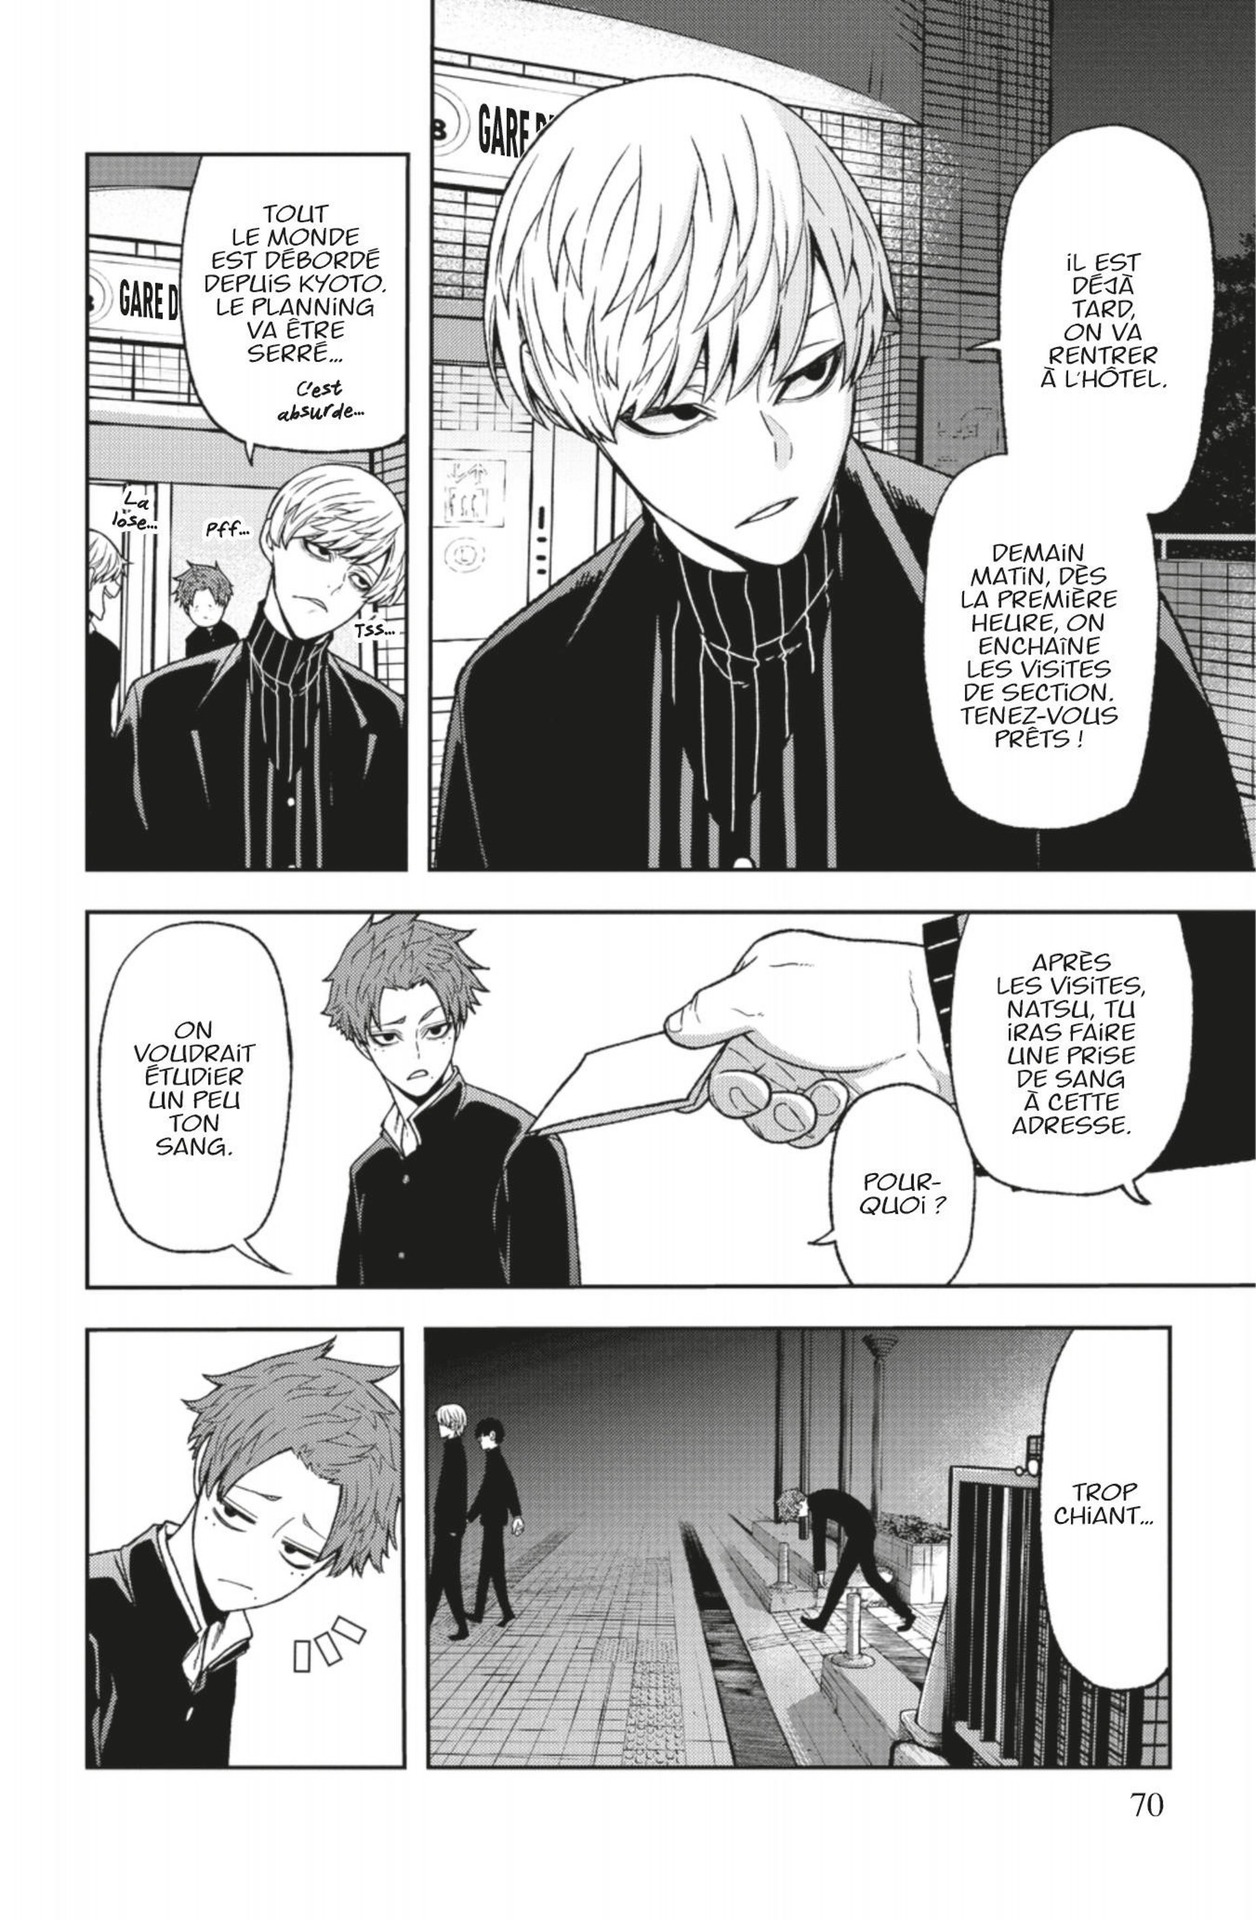 GARE D
IL EST
DÉJÀ
TARD,
ON VA
RENTRER
À L'HÔTEL.
DEMAIN
MATIN, DÈS
LA PREMIÈRE
HEURE, ON
ENCHAÎNE
LES VISITES
DE SECTION.
TENEZ-VOUS
PRÊTS !
TOUT
LE MONDE
EST DÉBORDÉ
DEPUIS KYOTO.
LE PLANNING
VA ÊTRE
SERRÉ...
C'est
absurde...
GARE D
La
lose...
Pff...
Tss...
APRÈS
LES VISITES,
NATSU, TU
IRAS FAIRE
UNE PRISE
DE SANG
À CETTE
ADRESSE.
POUR-
QUOI ?
ON
VOUDRAIT
ÉTUDIER
UN PEU
TON
SANG.
TROP
CHIANT...
70